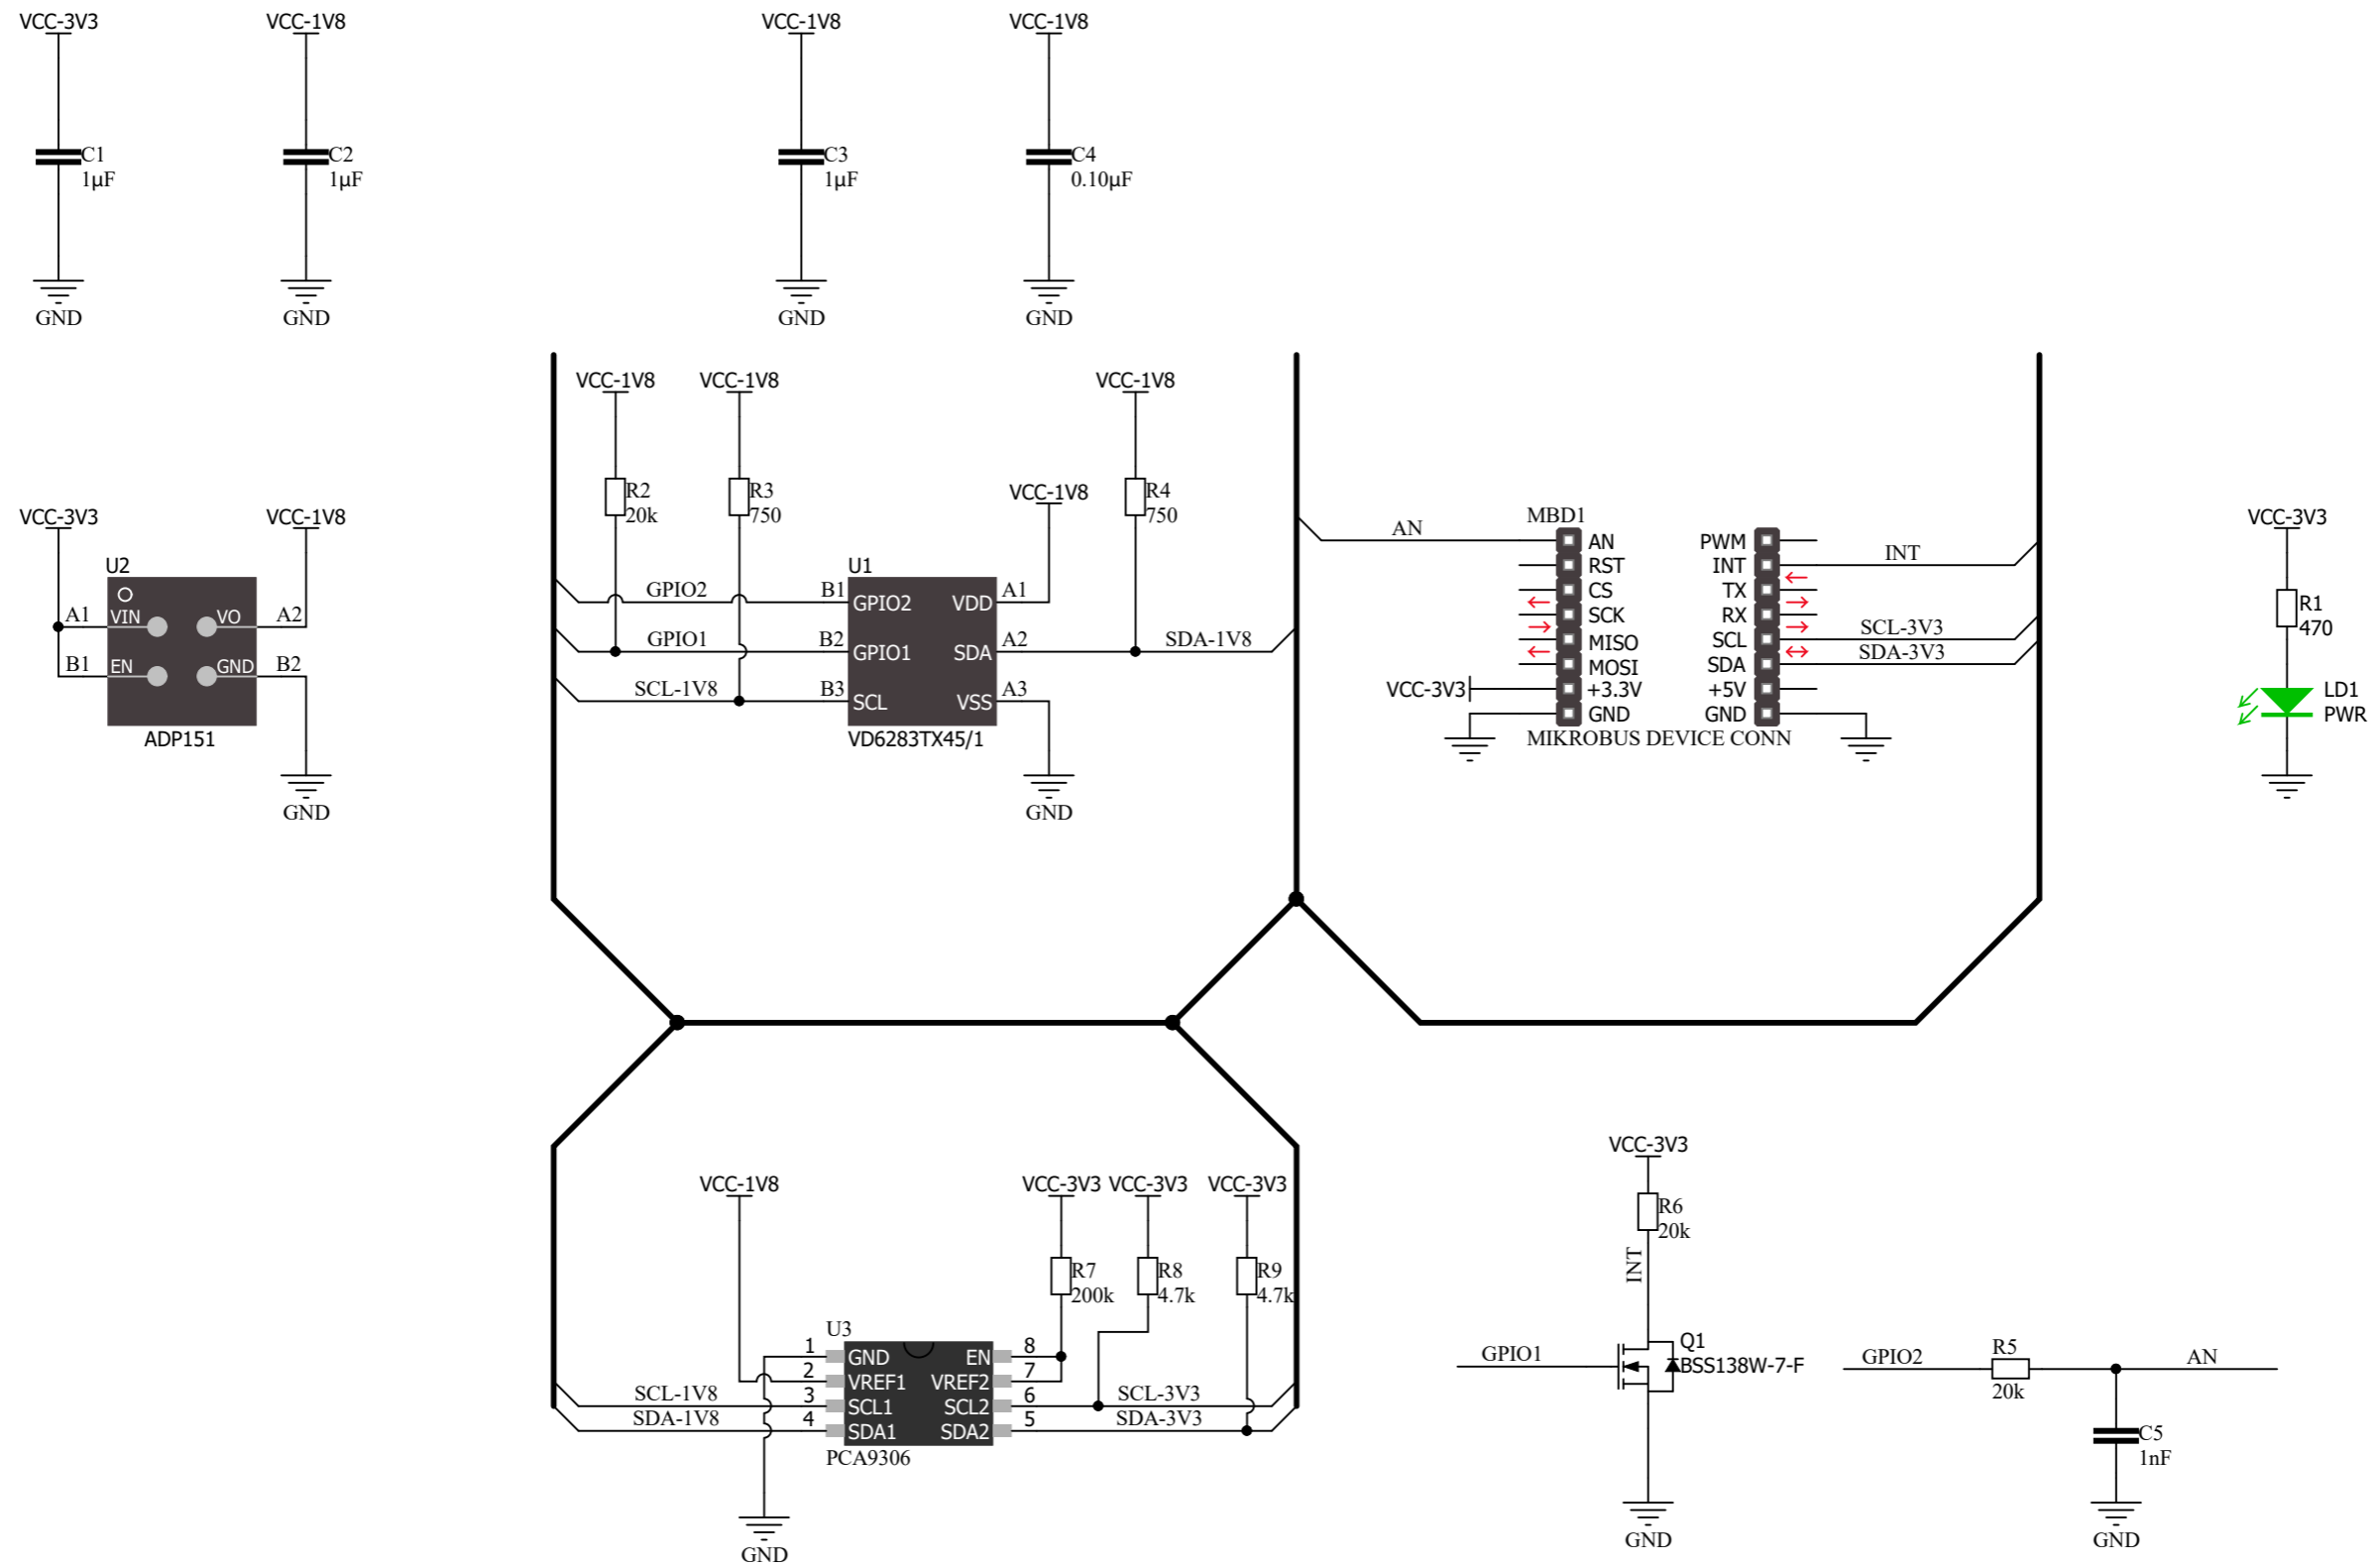 VCC-3V3
VCC-1V8
VCC-1V8
VCC-1V8
C1
1µF
C2
1µF
C3
1µF
C4
0.10µF
GND
GND
GND
GND
VCC-1V8
VCC-1V8
VCC-1V8
R2
20k
R3
750
VCC-1V8
R4
750
VCC-3V3
VCC-1V8
U2
A1
VIN
VO
A2
B1
EN
GND
B2
ADP151
GND
U1
GPIO2
B1
GPIO2
VDD
A1
GPIO1
B2
GPIO1
SDA
A2
SDA-1V8
SCL-1V8
B3
SCL
VSS
A3
VD6283TX45/1
GND
MBD1
AN
AN
PWM
RST
INT
INT
CS
TX
SCK
RX
MISO
SCL
SCL-3V3
MOSI
SDA
SDA-3V3
VCC-3V3
+3.3V
+5V
GND
GND
MIKROBUS DEVICE CONN
VCC-3V3
R1
470
LD1
PWR
VCC-1V8
VCC-3V3
VCC-3V3
VCC-3V3
R7
200k
R8
4.7k
R9
4.7k
U3
1
GND
EN
8
2
VREF1
VREF2
7
SCL-1V8
3
SCL1
SCL2
6
SCL-3V3
SDA-1V8
4
SDA1
SDA2
5
SDA-3V3
PCA9306
GND
VCC-3V3
R6
20k
INT
GPIO1
Q1
BSS138W-7-F
GND
GPIO2
R5
20k
AN
C5
1nF
GND